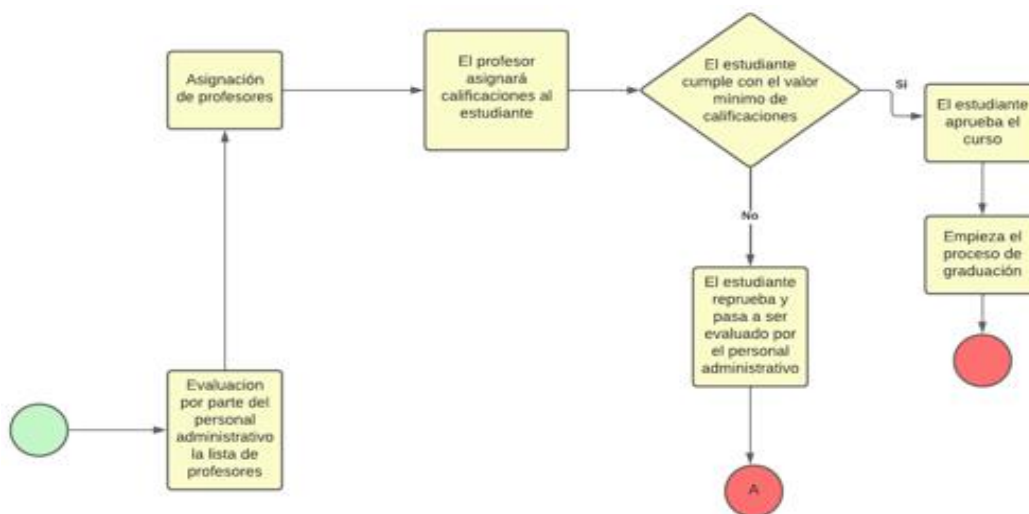 Asignación
de profesores
El profesor
asignará
calificaciones al
estudiante
El estudiante
cumple con el valor
mínimo de
calificaciones
Si
El estudiante
aprueba el
curso
No
Empieza el
proceso de
graduación
El estudiante
reprueba y
pasa a ser
evaluado por
el personal
administrativo
Evaluacion
por parte del
personal
administrativo
la lista de
profesores
A